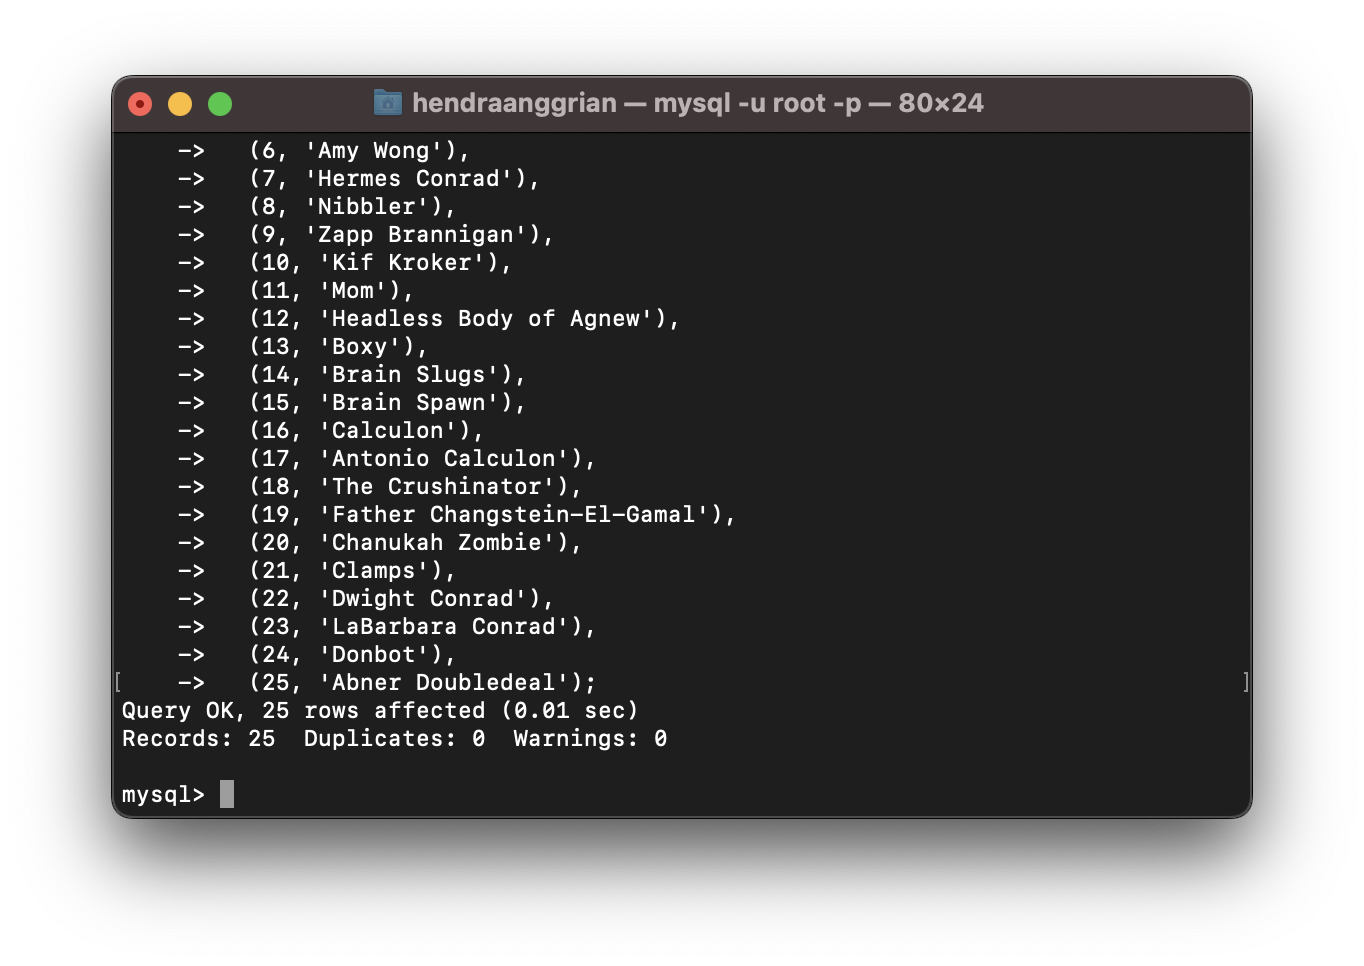 hendraanggrian — mysql -u root -p — 80×24
->   (6, 'Amy Wong'),
->   (7, 'Hermes Conrad'),
->   (8, 'Nibbler'),
->   (9, 'Zapp Brannigan'),
->   (10, 'Kif Kroker'),
->   (11, 'Mom'),
->   (12, 'Headless Body of Agnew'),
->   (13, 'Boxy'),
->   (14, 'Brain Slugs'),
->   (15, 'Brain Spawn'),
->   (16, 'Calculon'),
->   (17, 'Antonio Calculon'),
->   (18, 'The Crushinator'),
->   (19, 'Father Changstein-El-Gamal'),
->   (20, 'Chanukah Zombie'),
->   (21, 'Clamps'),
->   (22, 'Dwight Conrad'),
->   (23, 'LaBarbara Conrad'),
->   (24, 'Donbot'),
[    ->   (25, 'Abner Doubledeal'); ]
Query OK, 25 rows affected (0.01 sec)
Records: 25  Duplicates: 0  Warnings: 0
mysql>